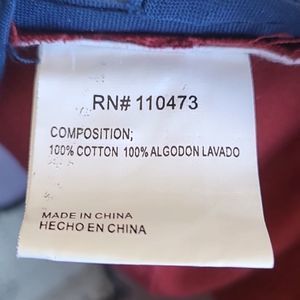 RN# 110473
COMPOSITION;
100% COTTON 100% ALGODON LAVADO
MADE IN CHINA
HECHO EN CHINA